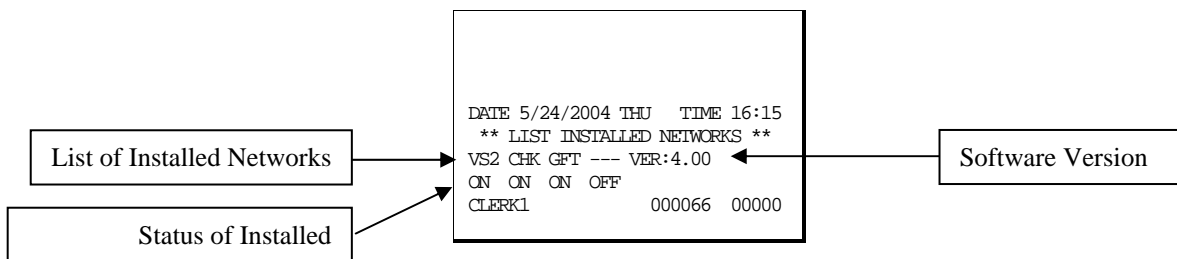 DATE 5/24/2004 THU TIME 16:15
** LIST INSTALLED NETWORKS **
List of Installed Networks
VS2 CHK GFT --- VER:4.00
Software Version
ON ON ON OFF
CLERK1 000066 00000
Status of Installed